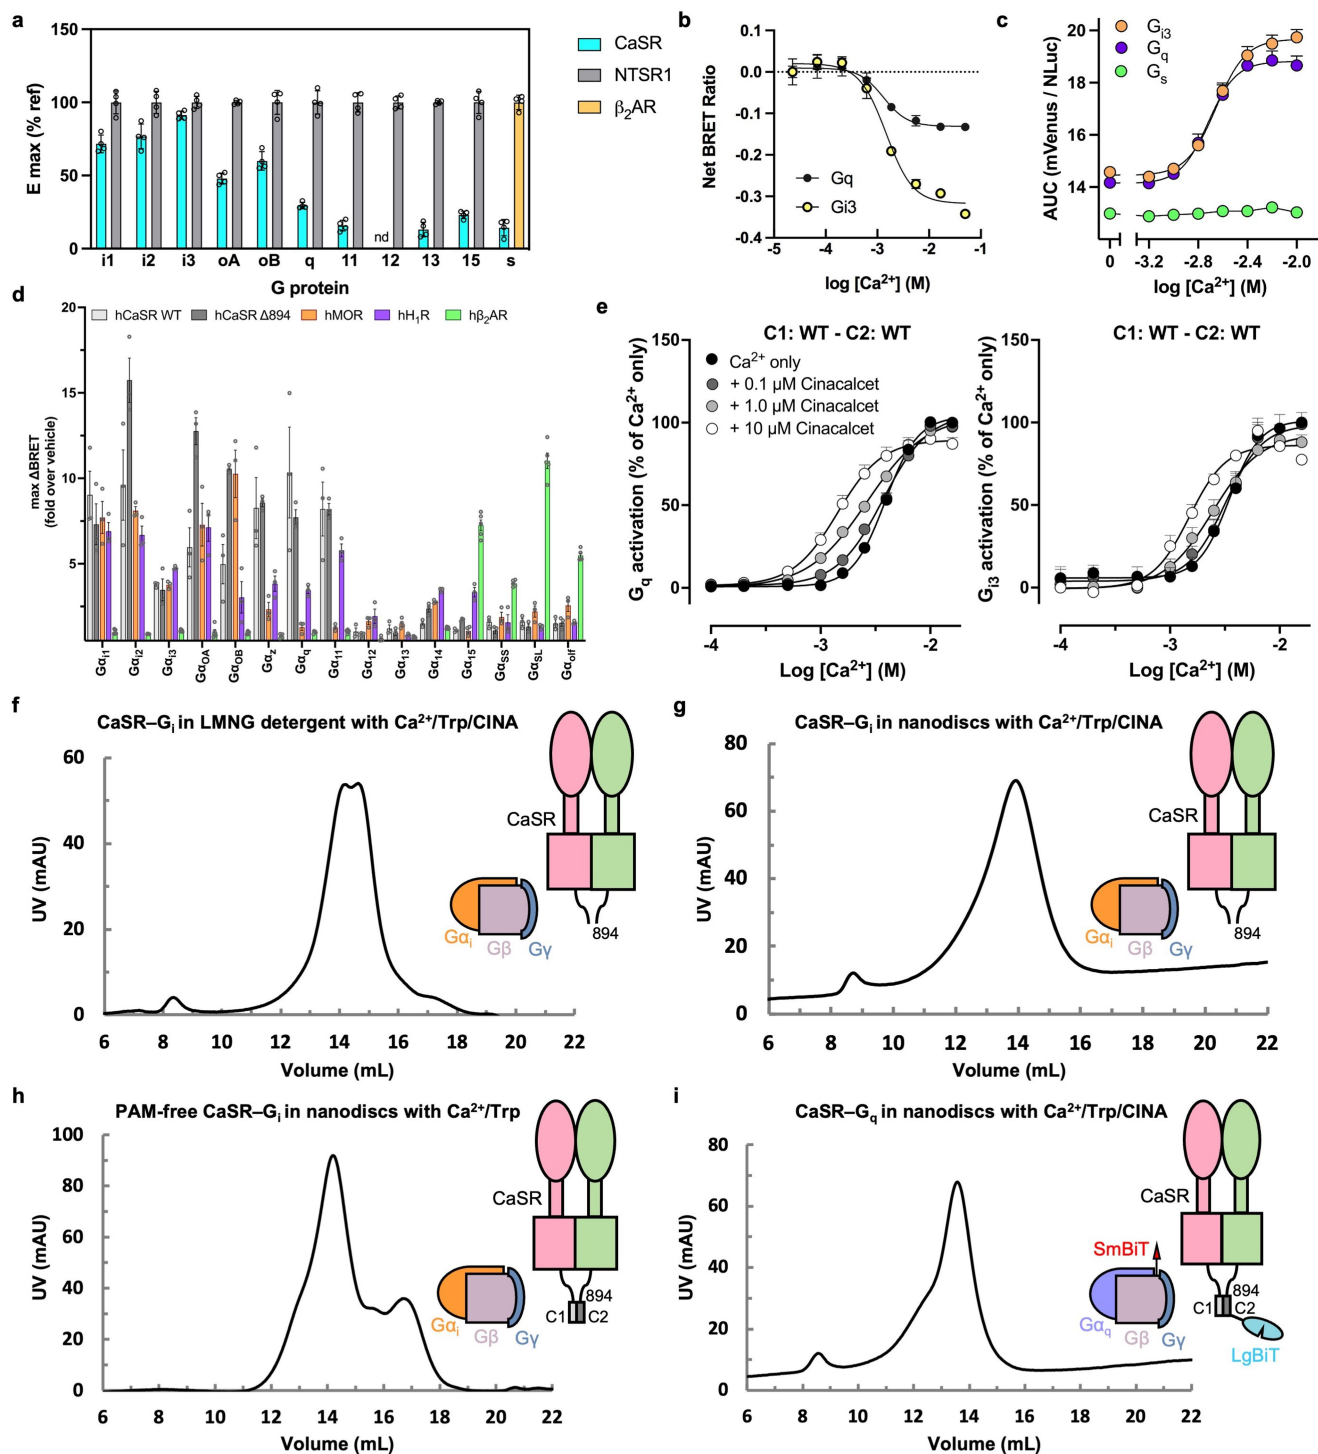 a
150
100
50
0
E max (% ref)
i1 i2 i3 oA oB q 11 12 13 15 s
nd
G protein
CaSR
NTSR1
β₂AR
b
0.1
0.0
-0.1
-0.2
-0.3
-0.4
Net BRET Ratio
Gq
Gi3
-5 -4 -3 -2 -1
log [Ca²⁺] (M)
c
Gi3
Gq
Gs
20
18
16
14
AUC (mVenus / NLuc)
0 -3.2 -2.8 -2.4 -2.0
log [Ca²⁺] (M)
d
hCaSR WT hCaSR Δ894 hMOR hH₁R hβ₂AR
20
15
10
5
max ΔBRET
(fold over vehicle)
Gαi1 Gαi2 Gαi3 GαOA GαOB Gαz Gαq Gα11 Gα12 Gα13 Gα14 Gα15 GαSS GαSL Gαolf
e
C1: WT - C2: WT
150
100
50
0
Gq activation (% of Ca²⁺ only)
Ca²⁺ only
+ 0.1 µM Cinacalcet
+ 1.0 µM Cinacalcet
+ 10 µM Cinacalcet
-4 -3 -2
Log [Ca²⁺] (M)
C1: WT - C2: WT
150
100
50
0
Gi3 activation (% of Ca²⁺ only)
-4 -3 -2
Log [Ca²⁺] (M)
f
CaSR–Gi in LMNG detergent with Ca²⁺/Trp/CINA
60
40
20
0
UV (mAU)
CaSR
894
Gαi
Gβ
Gγ
6 8 10 12 14 16 18 20 22
Volume (mL)
g
CaSR–Gi in nanodiscs with Ca²⁺/Trp/CINA
80
60
40
20
0
UV (mAU)
CaSR
894
Gαi
Gβ
Gγ
6 8 10 12 14 16 18 20 22
Volume (mL)
h
PAM-free CaSR–Gi in nanodiscs with Ca²⁺/Trp
100
80
60
40
20
0
UV (mAU)
CaSR
894
C1 C2
Gαi
Gβ
Gγ
6 8 10 12 14 16 18 20 22
Volume (mL)
i
CaSR–Gq in nanodiscs with Ca²⁺/Trp/CINA
80
60
40
20
0
UV (mAU)
CaSR
SmBiT
894
C1 C2
Gαq
Gβ
Gγ
LgBiT
6 8 10 12 14 16 18 20 22
Volume (mL)